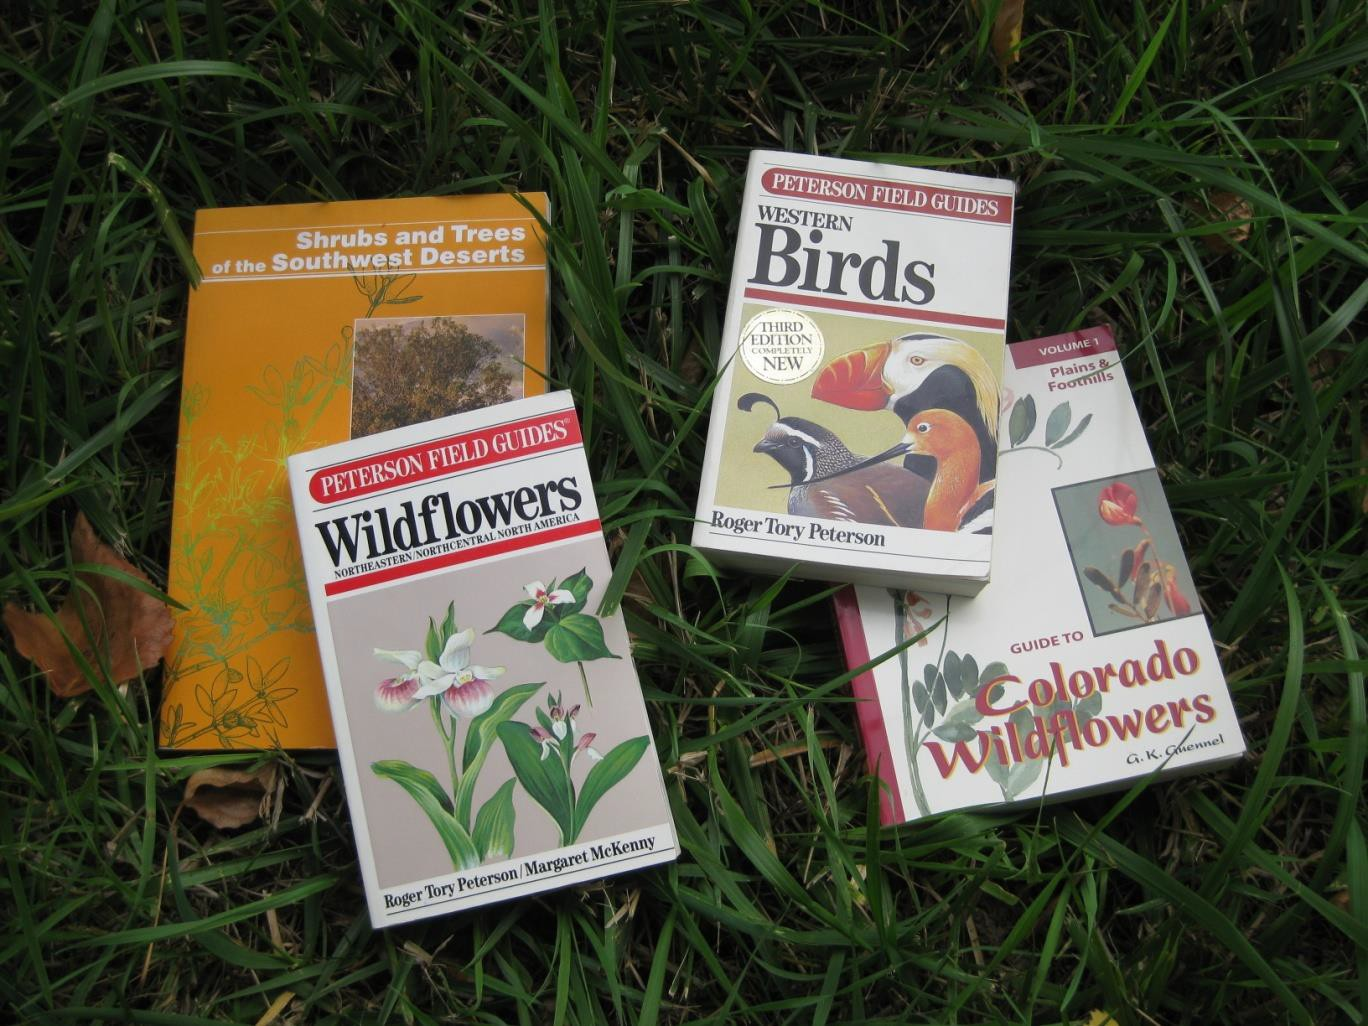 Shrubs and Trees
of the Southwest Deserts
PETERSON FIELD GUIDES®
Wildflowers
NORTHEASTERN/NORTHCENTRAL NORTH AMERICA
Roger Tory Peterson/Margaret McKenny
PETERSON FIELD GUIDES
WESTERN
Birds
THIRD
EDITION
COMPLETELY
NEW
Roger Tory Peterson
VOLUME 1
Plains &
Foothills
GUIDE TO
Colorado
Wildflowers
G. K. Guennel